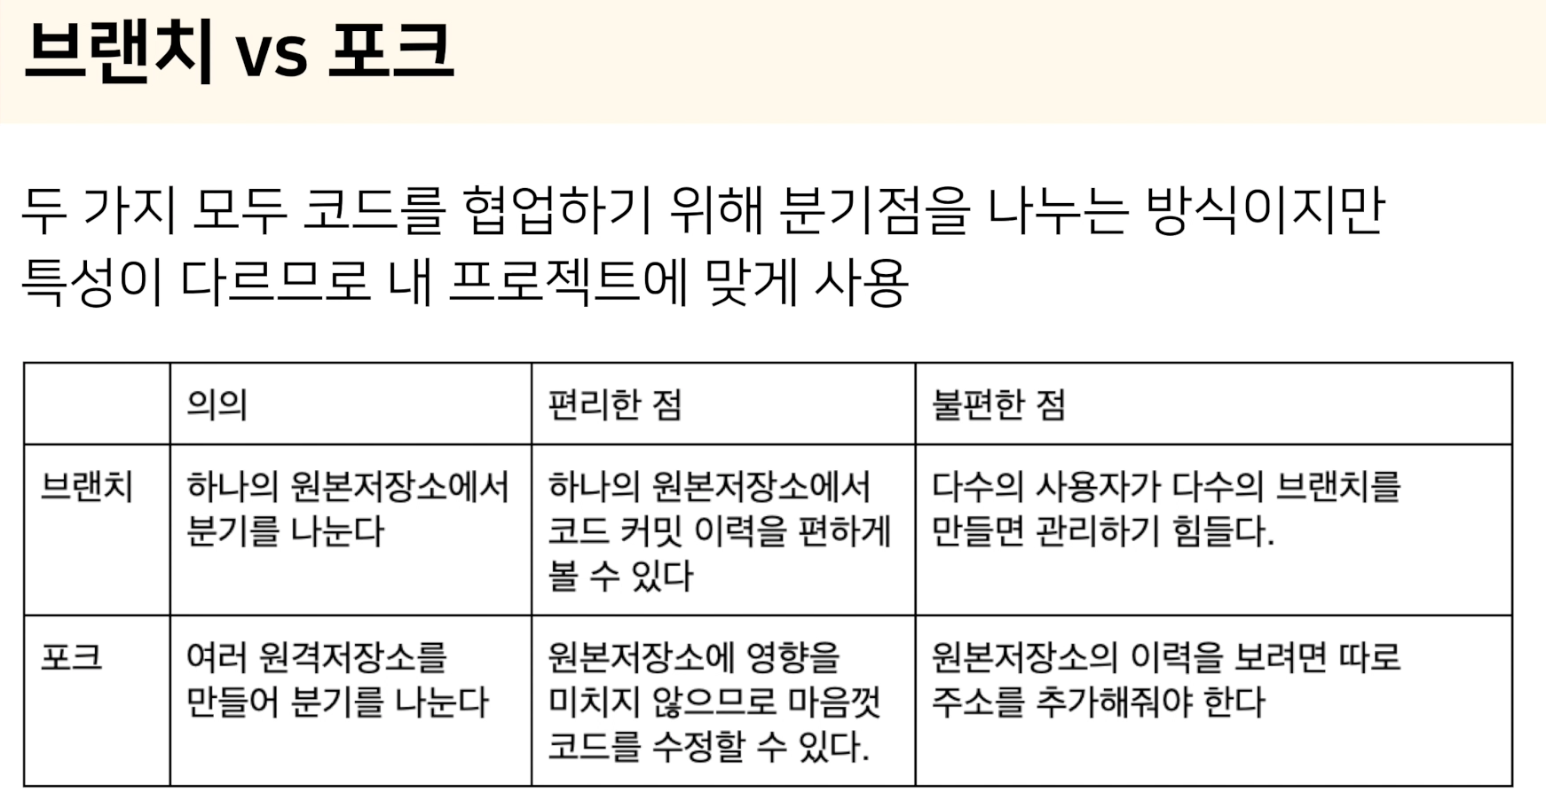 브랜치 vs 포크
두 가지 모두 코드를 협업하기 위해 분기점을 나누는 방식이지만
특성이 다르므로 내 프로젝트에 맞게 사용
의의
편리한 점
불편한 점
브랜치
하나의 원본저장소에서
분기를 나눈다
하나의 원본저장소에서
코드 커밋 이력을 편하게
볼 수 있다
다수의 사용자가 다수의 브랜치를
만들면 관리하기 힘들다.
포크
여러 원격저장소를
만들어 분기를 나눈다
원본저장소에 영향을
미치지 않으므로 마음껏
코드를 수정할 수 있다.
원본저장소의 이력을 보려면 따로
주소를 추가해줘야 한다